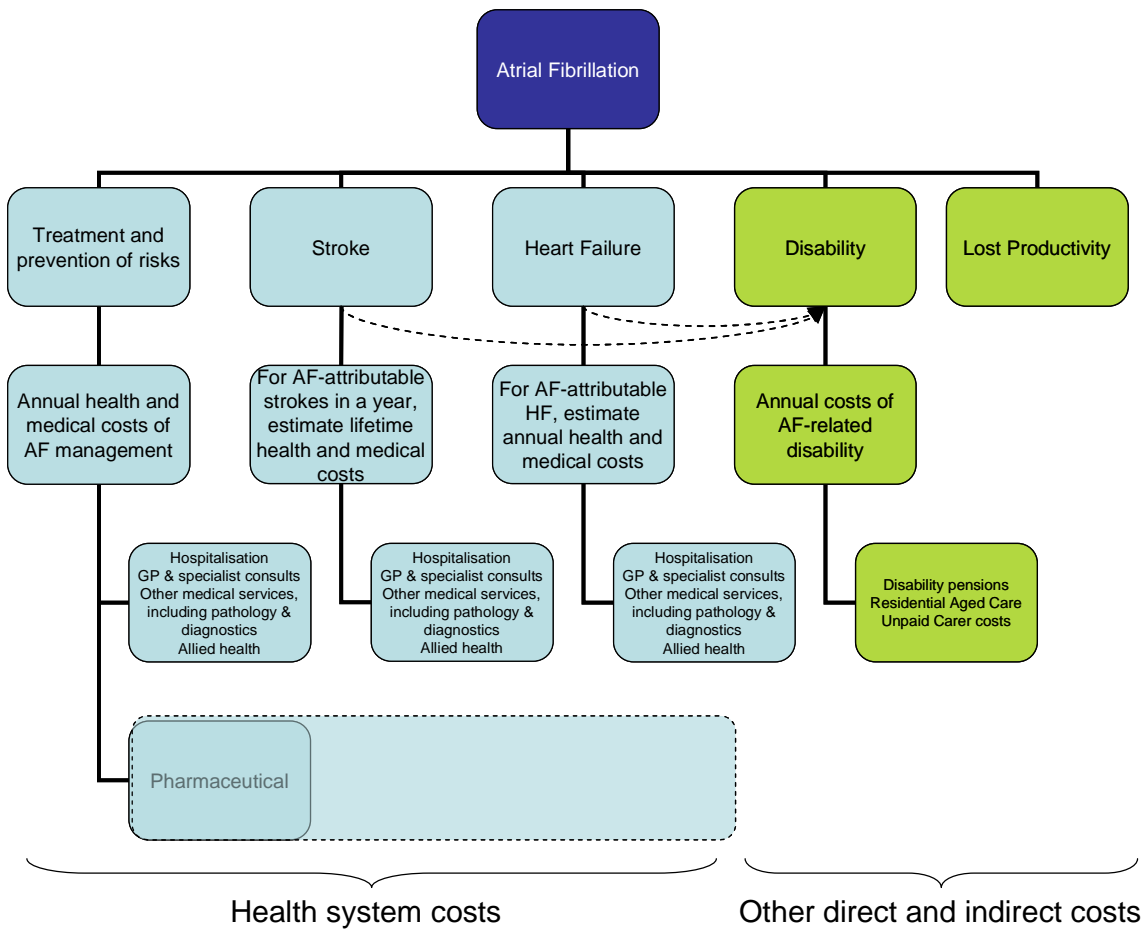 Atrial Fibrillation
Treatment and
prevention of risks
Stroke
Heart Failure
Disability
Lost Productivity
Annual health and
medical costs of
AF management
For AF-attributable
strokes in a year,
estimate lifetime
health and medical
costs
For AF-attributable
HF, estimate
annual health and
medical costs
Annual costs of
AF-related
disability
Hospitalisation
GP & specialist consults
Other medical services,
including pathology &
diagnostics
Allied health
Hospitalisation
GP & specialist consults
Other medical services,
including pathology &
diagnostics
Allied health
Hospitalisation
GP & specialist consults
Other medical services,
including pathology &
diagnostics
Allied health
Disability pensions
Residential Aged Care
Unpaid Carer costs
Pharmaceutical
Health system costs
Other direct and indirect costs